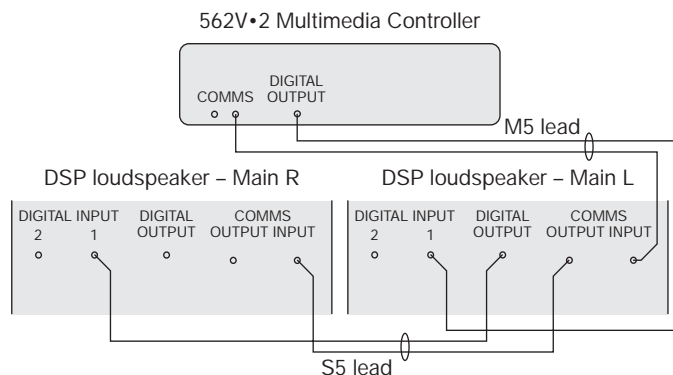 562V•2 Multimedia Controller
DIGITAL
COMMS OUTPUT
M5 lead
DSP loudspeaker – Main R
DSP loudspeaker – Main L
DIGITAL INPUT DIGITAL COMMS
2 1 OUTPUT OUTPUT INPUT
DIGITAL INPUT DIGITAL COMMS
2 1 OUTPUT OUTPUT INPUT
S5 lead